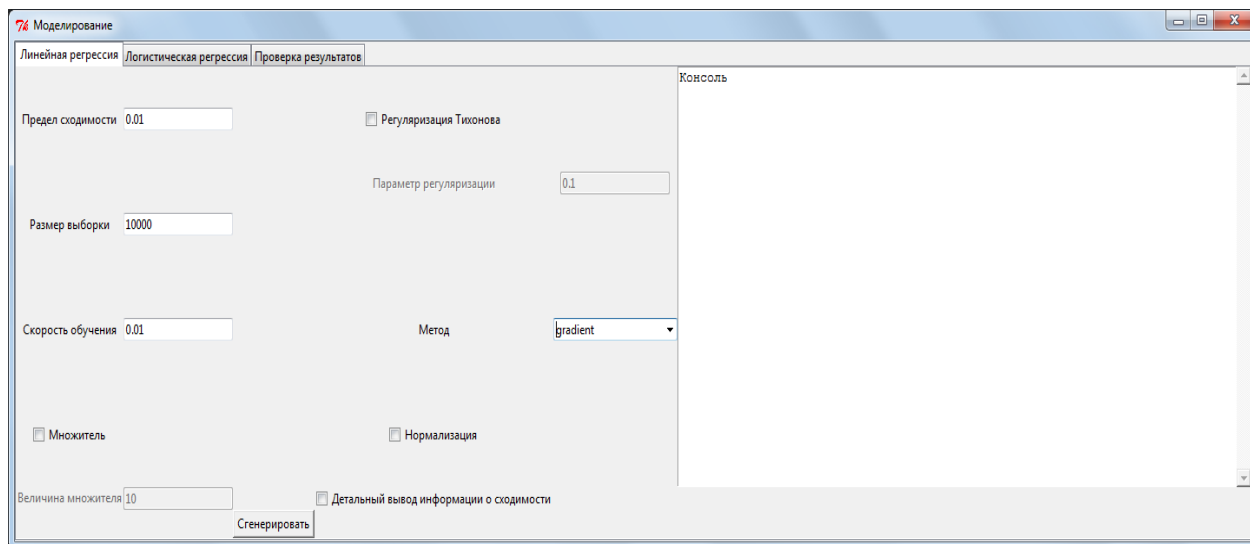 Моделирование
Линейная регрессия Логистическая регрессия Проверка результатов
Консоль
Предел сходимости 0.01 Регуляризация Тихонова
Параметр регуляризации 0.1
Размер выборки 10000
Скорость обучения 0.01 Метод gradient
Множитель Нормализация
Величина множителя 10 Детальный вывод информации о сходимости
Сгенерировать